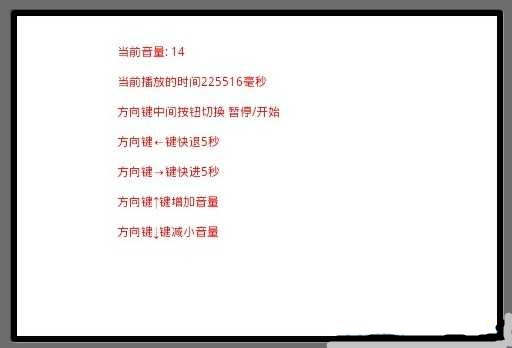 当前音量: 14
当前播放的时间225516毫秒
方向键中间按钮切换 暂停/开始
方向键←键快退5秒
方向键→键快进5秒
方向键↑键增加音量
方向键↓键减小音量